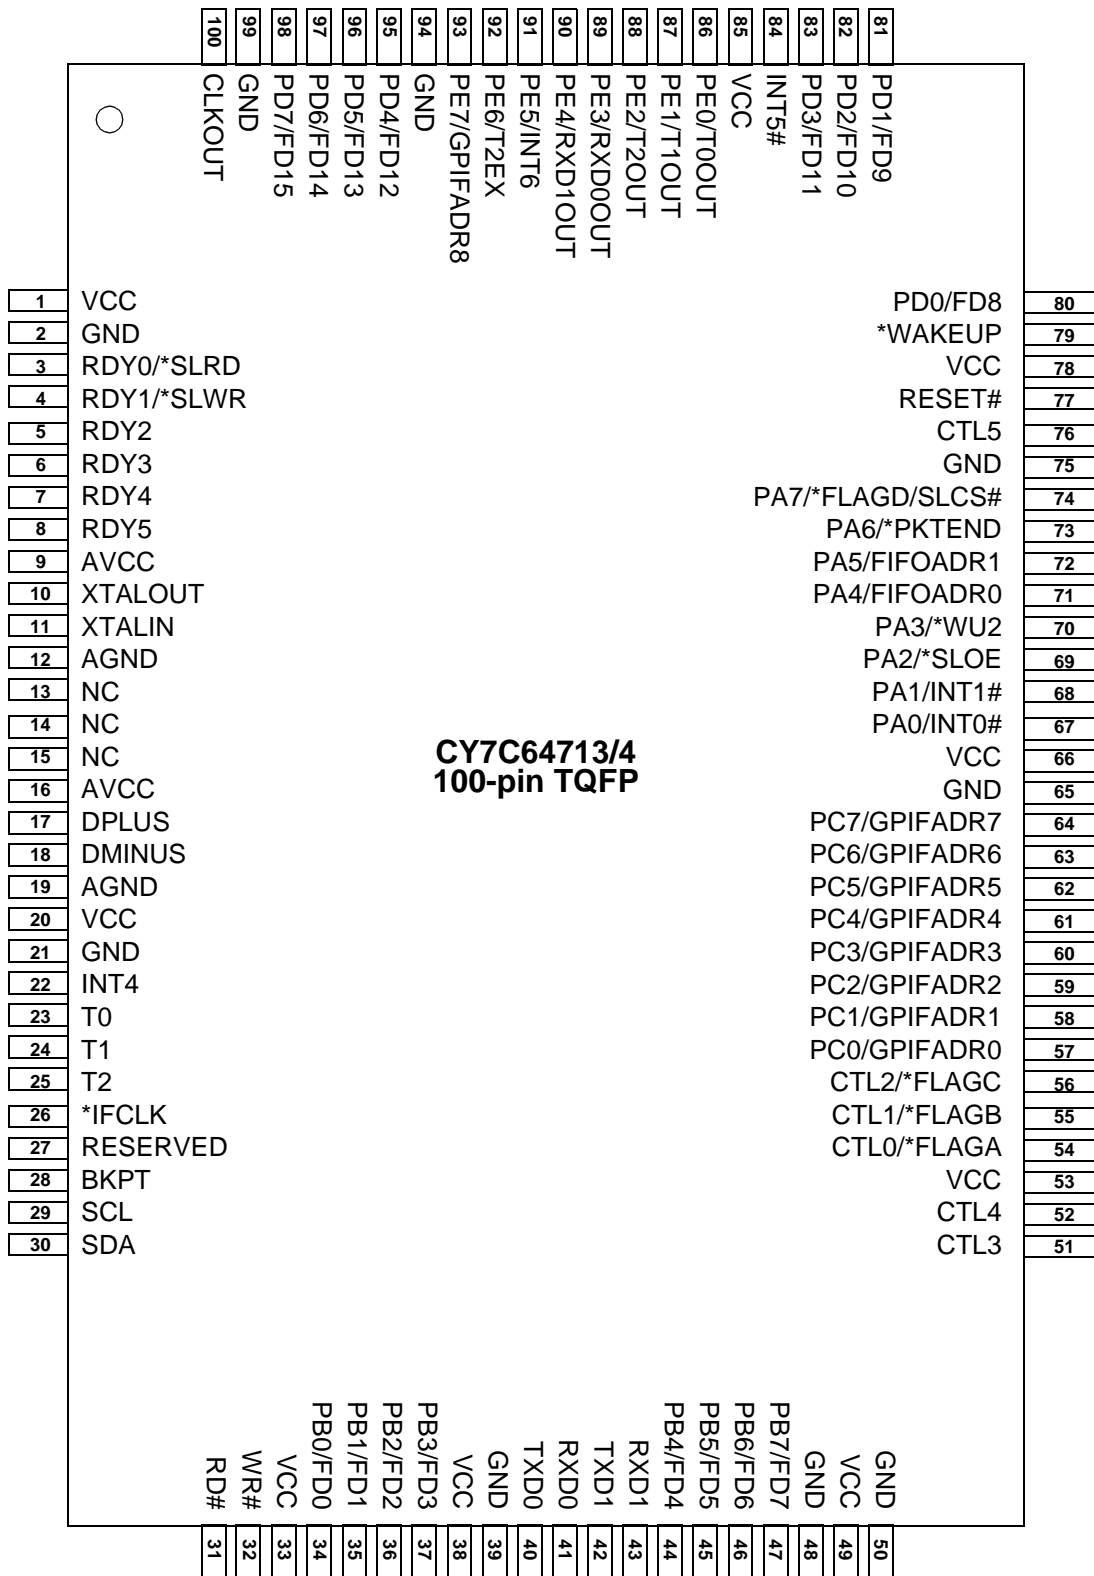 100 99 98 97 96 95 94 93 92 91 90 89 88 87 86 85 84 83 82 81
CLKOUT
GND
PD7/FD15
PD6/FD14
PD5/FD13
PD4/FD12
GND
PE7/GPIFADR8
PE6/T2EX
PE5/INT6
PE4/RXD1OUT
PE3/RXD0OUT
PE2/T2OUT
PE1/T1OUT
PE0/T0OUT
VCC
INT5#
PD3/FD11
PD2/FD10
PD1/FD9
1 VCC
2 GND
3 RDY0/*SLRD
4 RDY1/*SLWR
5 RDY2
6 RDY3
7 RDY4
8 RDY5
9 AVCC
10 XTALOUT
11 XTALIN
12 AGND
13 NC
14 NC
15 NC
16 AVCC
17 DPLUS
18 DMINUS
19 AGND
20 VCC
21 GND
22 INT4
23 T0
24 T1
25 T2
26 *IFCLK
27 RESERVED
28 BKPT
29 SCL
30 SDA
CY7C64713/4
100-pin TQFP
PD0/FD8 80
*WAKEUP 79
VCC 78
RESET# 77
CTL5 76
GND 75
PA7/*FLAGD/SLCS# 74
PA6/*PKTEND 73
PA5/FIFOADR1 72
PA4/FIFOADR0 71
PA3/*WU2 70
PA2/*SLOE 69
PA1/INT1# 68
PA0/INT0# 67
VCC 66
GND 65
PC7/GPIFADR7 64
PC6/GPIFADR6 63
PC5/GPIFADR5 62
PC4/GPIFADR4 61
PC3/GPIFADR3 60
PC2/GPIFADR2 59
PC1/GPIFADR1 58
PC0/GPIFADR0 57
CTL2/*FLAGC 56
CTL1/*FLAGB 55
CTL0/*FLAGA 54
VCC 53
CTL4 52
CTL3 51
RD#
WR#
VCC
PB0/FD0
PB1/FD1
PB2/FD2
PB3/FD3
VCC
GND
TXD0
RXD0
TXD1
RXD1
PB4/FD4
PB5/FD5
PB6/FD6
PB7/FD7
GND
VCC
GND
31 32 33 34 35 36 37 38 39 40 41 42 43 44 45 46 47 48 49 50